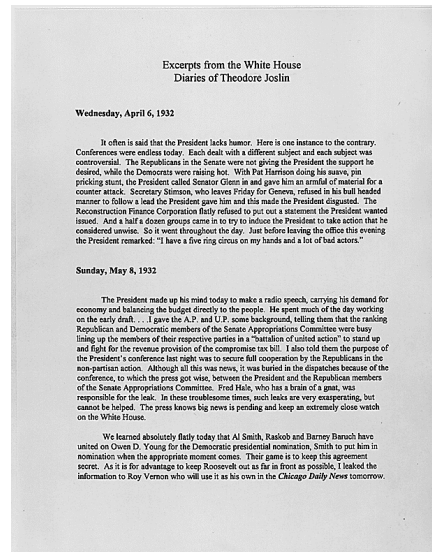 Excerpts from the White House
Diaries of Theodore Joslin
Wednesday, April 6, 1932
It often is said that the President lacks humor. Here is one instance to the contrary.
Conferences were endless today. Each dealt with a different subject and each subject was
controversial. The Republicans in the Senate were not giving the President the support he
desired, while the Democrats were raising hot. With Pat Harrison doing his suave, pin
pricking stunt, the President called Senator Glenn in and gave him an armful of material for a
counter attack. Secretary Stimson, who leaves Friday for Geneva, refused in his bull headed
manner to follow a lead the President gave him and this made the President disgusted. The
Reconstruction Finance Corporation flatly refused to put out a statement the President wanted
issued. And a half a dozen groups came in to try to induce the President to take action that he
considered unwise. So it went throughout the day. Just before leaving the office this evening
the President remarked: "I have a five ring circus on my hands and a lot of bad actors."
Sunday, May 8, 1932
The President made up his mind today to make a radio speech, carrying his demand for
economy and balancing the budget directly to the people. He spent much of the day working
on the early draft. . . .I gave the A.P. and U.P. some background, telling them that the ranking
Republican and Democratic members of the Senate Appropriations Committee were busy
lining up the members of their respective parties in a "battalion of united action" to stand up
and fight for the revenue provision of the compromise tax bill. I also told them the purpose of
the President's conference last night was to secure full cooperation by the Republicans in the
non-partisan action. Although all this was news, it was buried in the dispatches because of the
conference, to which the press got wise, between the President and the Republican members
of the Senate Appropriations Committee. Fred Hale, who has a brain of a gnat, was
responsible for the leak. In these troublesome times, such leaks are very exasperating, but
cannot be helped. The press knows big news is pending and keep an extremely close watch
on the White House.
We learned absolutely flatly today that Al Smith, Raskob and Barney Baruch have
united on Owen D. Young for the Democratic presidential nomination, Smith to put him in
nomination when the appropriate moment comes. Their game is to keep this agreement
secret. As it is for advantage to keep Roosevelt out as far in front as possible, I leaked the
information to Roy Vernon who will use it as his own in the Chicago Daily News tomorrow.